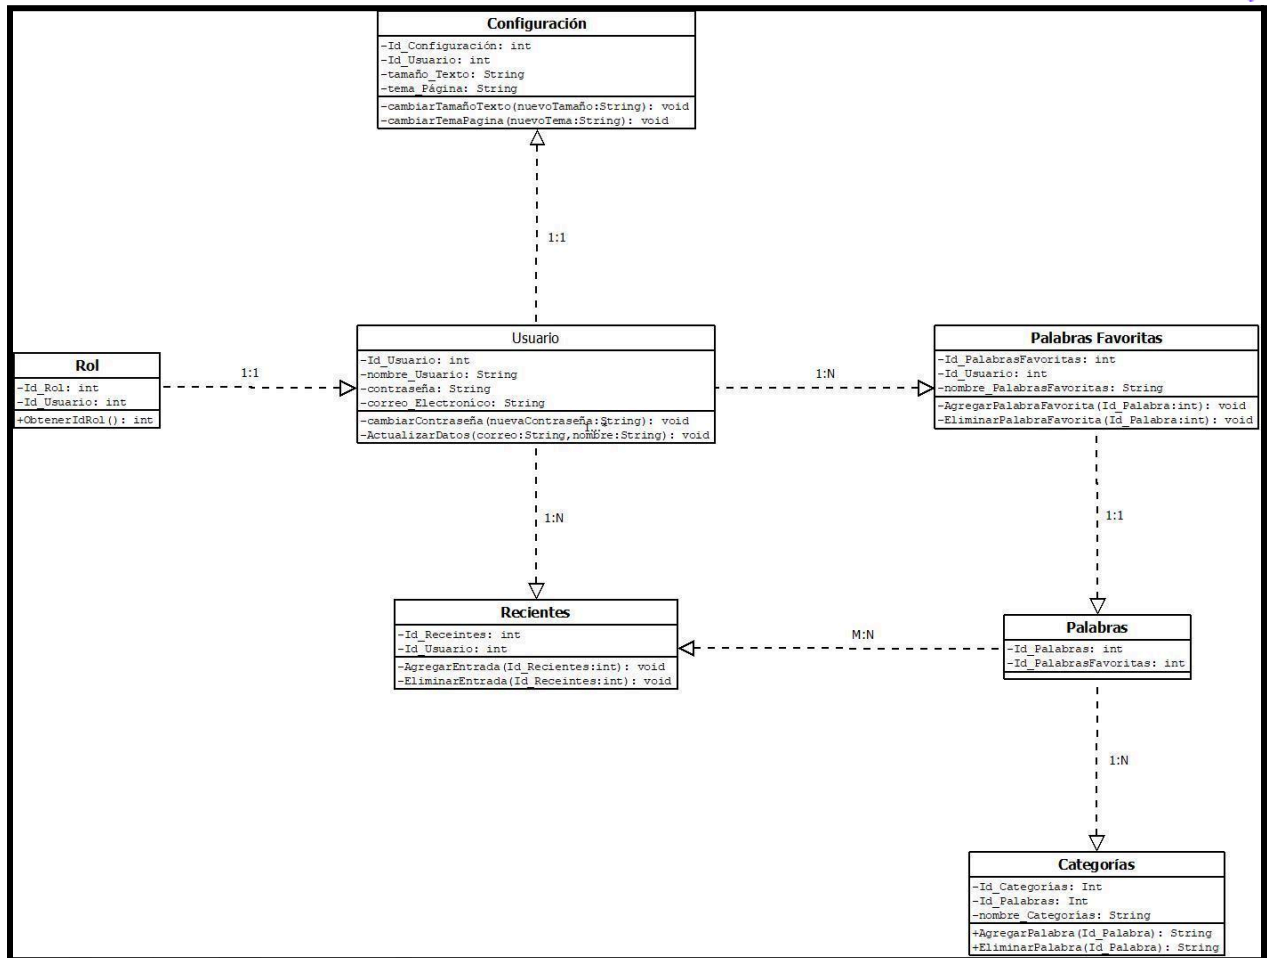 Configuración
-Id_Configuración: int
-Id_Usuario: int
-tamaño_Texto: String
-tema_Página: String
-cambiarTamañoTexto(nuevoTamaño:String): void
-cambiarTemaPagina(nuevoTema:String): void
1:1
Usuario
-Id_Usuario: int
-nombre_Usuario: String
-contraseña: String
-correo_Electronico: String
-cambiarContraseña(nuevaContraseña:String): void
-ActualizarDatos(correo:String,nombre:String): void
Rol
-Id_Rol: int
-Id_Usuario: int
+ObtenerIdRol(): int
1:1
1:N
Palabras Favoritas
-Id_PalabrasFavoritas: int
-Id_Usuario: int
-nombre_PalabrasFavoritas: String
-AgregarPalabraFavorita(Id_Palabra:int): void
-EliminarPalabraFavorita(Id_Palabra:int): void
1:N
1:1
Recientes
-Id_Receintes: int
-Id_Usuario: int
-AgregarEntrada(Id_Recientes:int): void
-EliminarEntrada(Id_Receintes:int): void
M:N
Palabras
-Id_Palabras: int
-Id_PalabrasFavoritas: int
1:N
Categorías
-Id_Categorias: Int
-Id_Palabras: Int
-nombre_Categorías: String
+AgregarPalabra(Id_Palabra): String
+EliminarPalabra(Id_Palabra): String